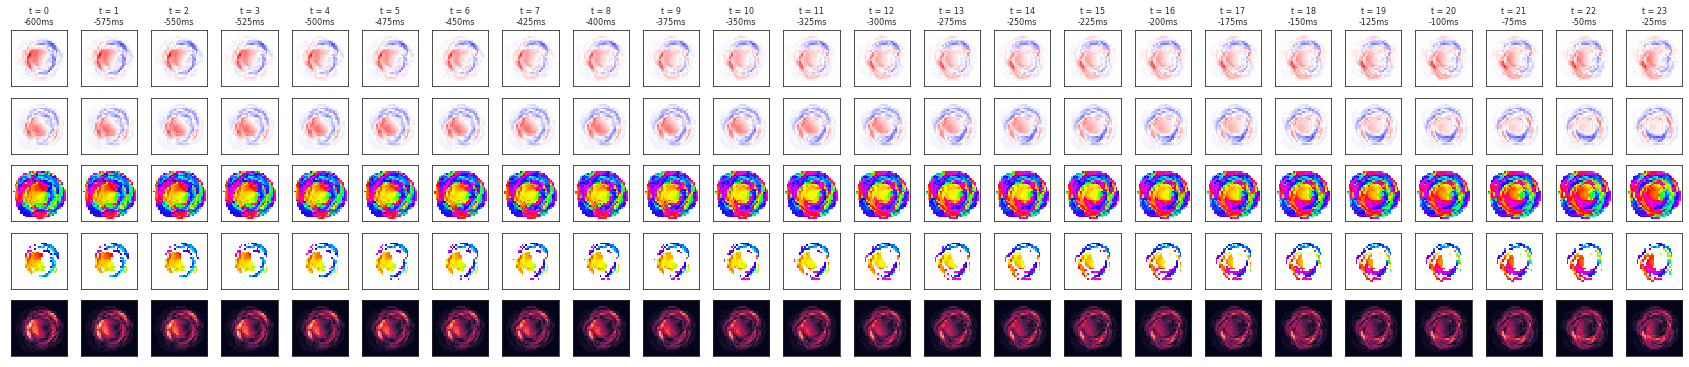 t = 0 t = 1 t = 2 t = 3 t = 4 t = 5 t = 6 t = 7 t = 8 t = 9 t = 10 t = 11 t = 12 t = 13 t = 14 t = 15 t = 16 t = 17 t = 18 t = 19 t = 20 t = 21 t = 22 t = 23
-600ms -575ms -550ms -525ms -500ms -475ms -450ms -425ms -400ms -375ms -350ms -325ms -300ms -275ms -250ms -225ms -200ms -175ms -150ms -125ms -100ms -75ms -50ms -25ms